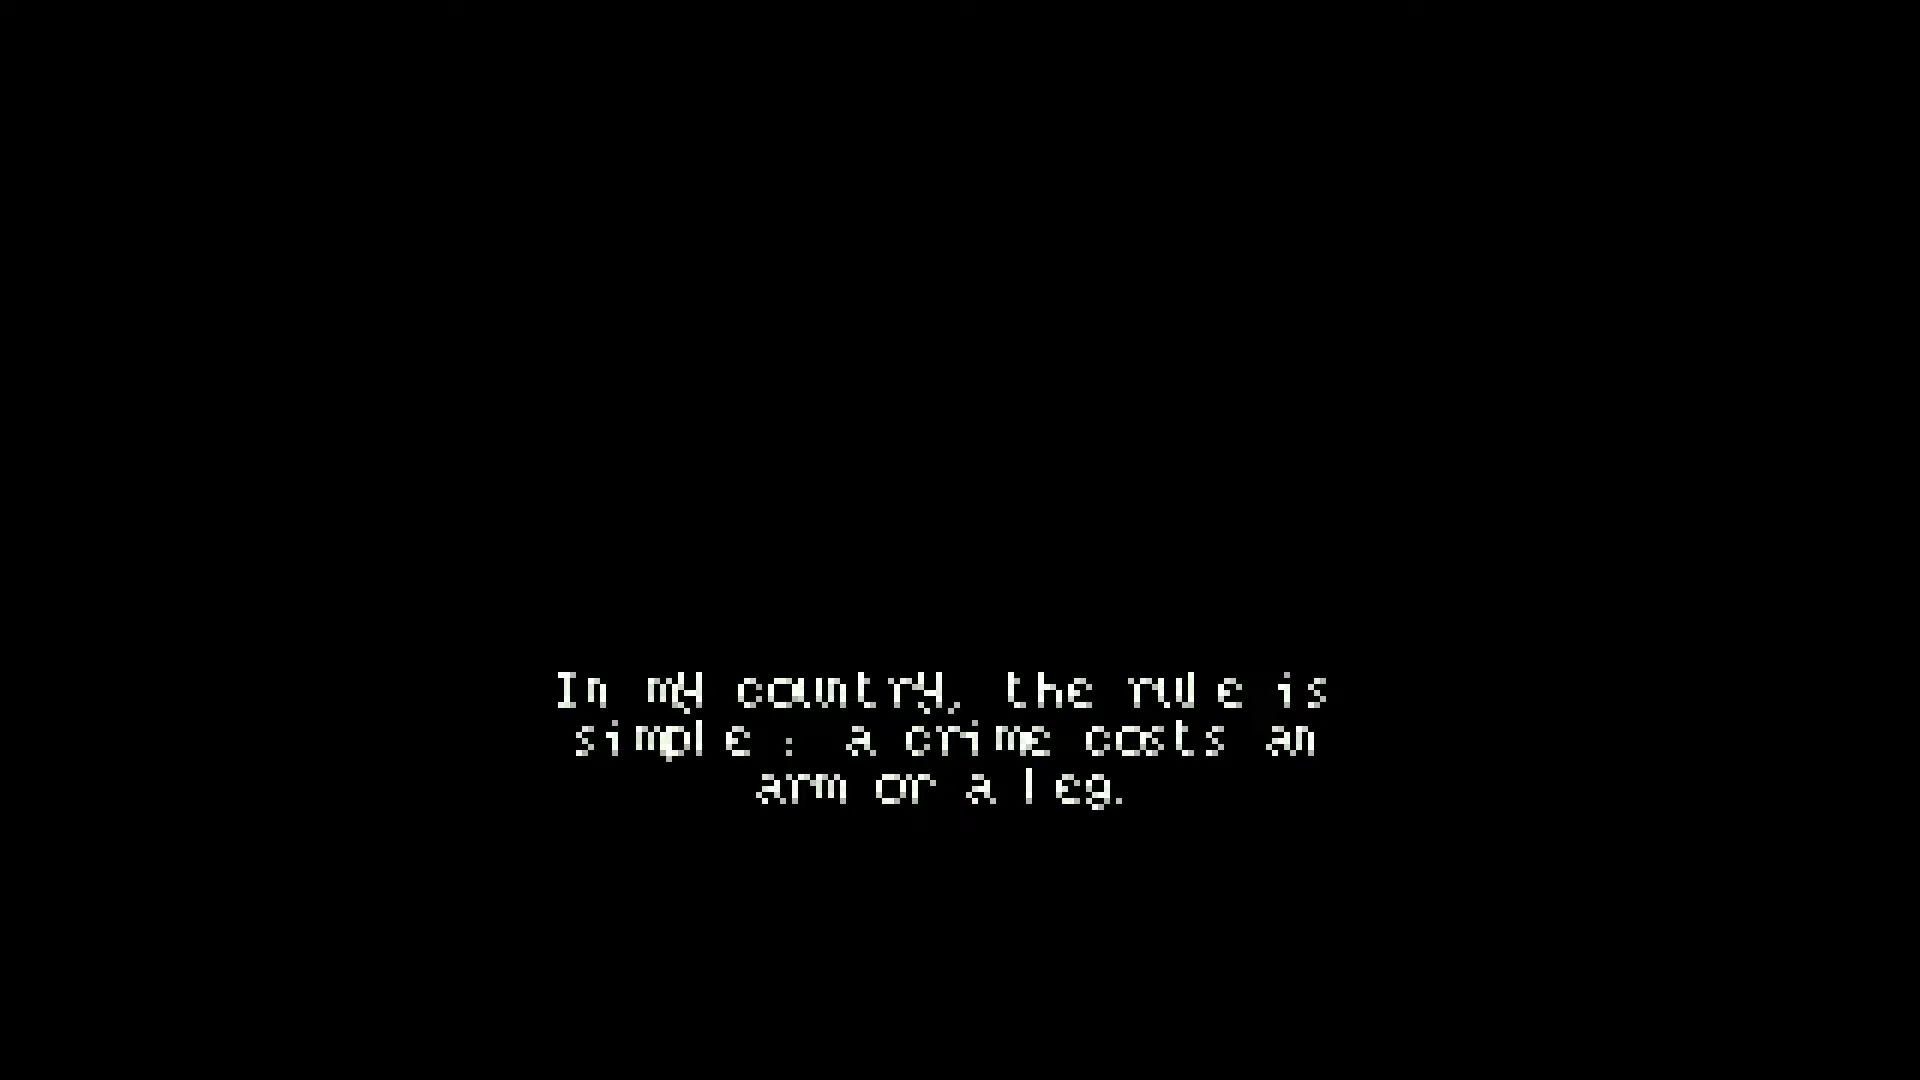 In my country, the rule is
simple : a crime costs an
arm or a leg.